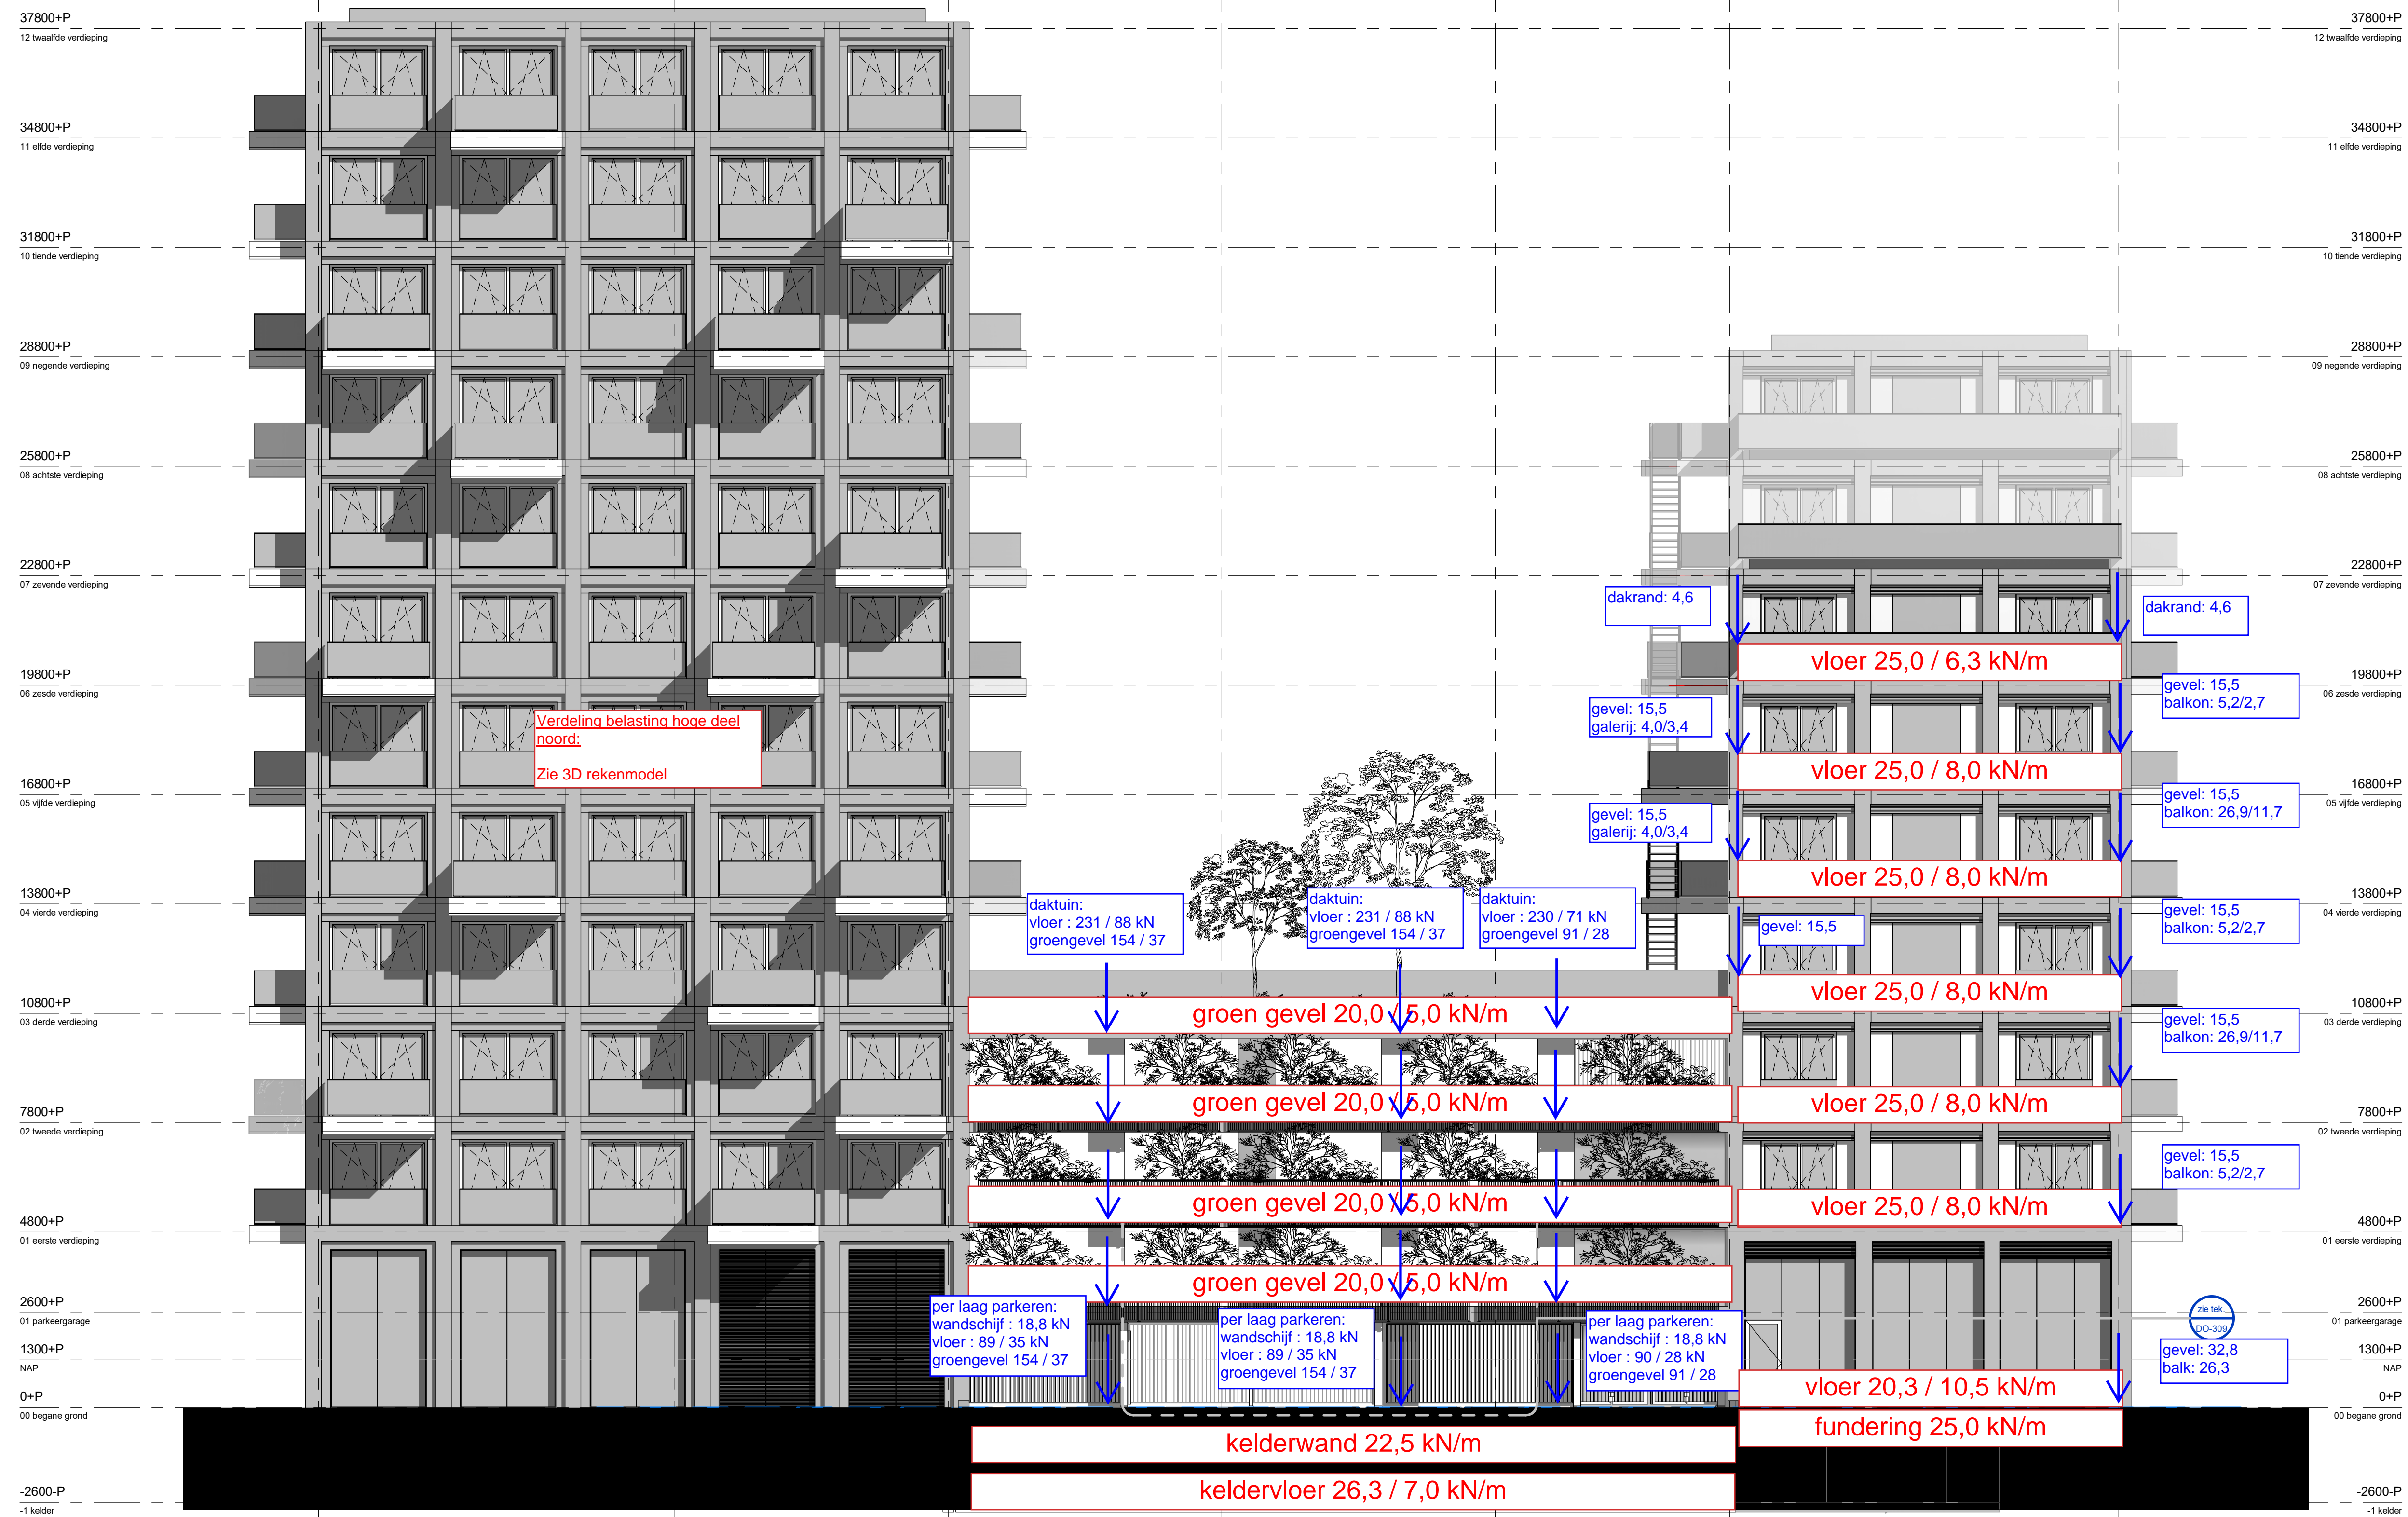 37800+P
12 twaalfde verdieping
34800+P
11 elfde verdieping
31800+P
10 tiende verdieping
28800+P
09 negende verdieping
25800+P
08 achtste verdieping
22800+P
07 zevende verdieping
19800+P
06 zesde verdieping
16800+P
05 vijfde verdieping
13800+P
04 vierde verdieping
10800+P
03 derde verdieping
7800+P
02 tweede verdieping
4800+P
01 eerste verdieping
2600+P
01 parkeergarage
1300+P
NAP
0+P
00 begane grond
-2600-P
-1 kelder
Verdeling belasting hoge deel
noord:
Zie 3D rekenmodel
daktuin:
vloer : 231 / 88 kN
groengevel 154 / 37
daktuin:
vloer : 231 / 88 kN
groengevel 154 / 37
daktuin:
vloer : 230 / 71 kN
groengevel 91 / 28
groen gevel 20,0 / 5,0 kN/m
groen gevel 20,0 / 5,0 kN/m
groen gevel 20,0 / 5,0 kN/m
groen gevel 20,0 / 5,0 kN/m
per laag parkeren:
wandschijf : 18,8 kN
vloer : 89 / 35 kN
groengevel 154 / 37
per laag parkeren:
wandschijf : 18,8 kN
vloer : 89 / 35 kN
groengevel 154 / 37
per laag parkeren:
wandschijf : 18,8 kN
vloer : 90 / 28 kN
groengevel 91 / 28
kelderwand 22,5 kN/m
keldervloer 26,3 / 7,0 kN/m
dakrand: 4,6
gevel: 15,5
galerij: 4,0/3,4
gevel: 15,5
galerij: 4,0/3,4
gevel: 15,5
vloer 25,0 / 6,3 kN/m
vloer 25,0 / 8,0 kN/m
vloer 25,0 / 8,0 kN/m
vloer 25,0 / 8,0 kN/m
vloer 25,0 / 8,0 kN/m
vloer 25,0 / 8,0 kN/m
vloer 20,3 / 10,5 kN/m
fundering 25,0 kN/m
dakrand: 4,6
gevel: 15,5
balkon: 5,2/2,7
gevel: 15,5
balkon: 26,9/11,7
gevel: 15,5
balkon: 5,2/2,7
gevel: 15,5
balkon: 26,9/11,7
gevel: 15,5
balkon: 5,2/2,7
zie tek.
DO-309
gevel: 32,8
balk: 26,3
37800+P
12 twaalfde verdieping
34800+P
11 elfde verdieping
31800+P
10 tiende verdieping
28800+P
09 negende verdieping
25800+P
08 achtste verdieping
22800+P
07 zevende verdieping
19800+P
06 zesde verdieping
16800+P
05 vijfde verdieping
13800+P
04 vierde verdieping
10800+P
03 derde verdieping
7800+P
02 tweede verdieping
4800+P
01 eerste verdieping
2600+P
01 parkeergarage
1300+P
NAP
0+P
00 begane grond
-2600-P
-1 kelder